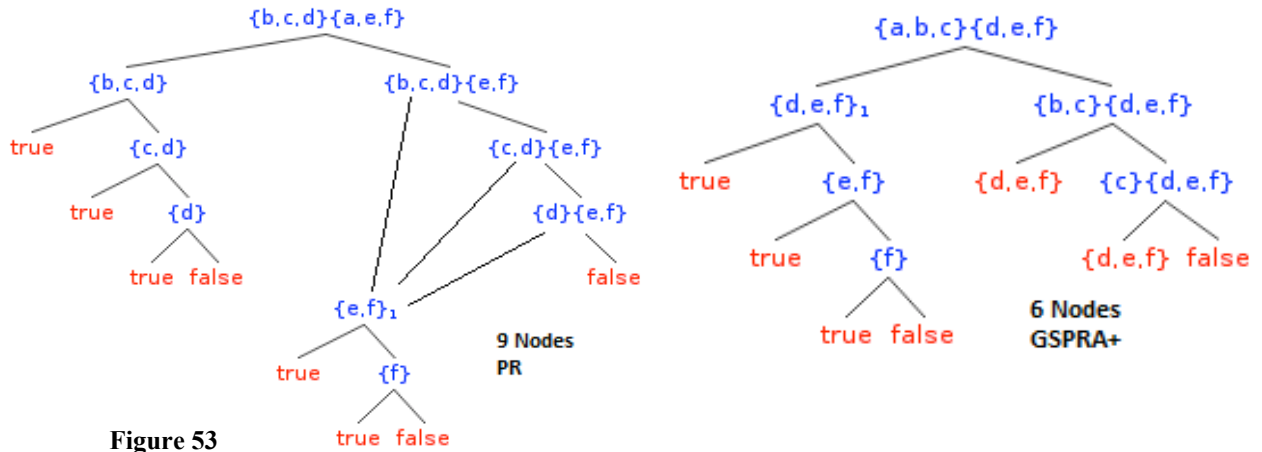 {b,c,d}{a,e,f}
{b,c,d} {b,c,d}{e,f}
true {c,d} {c,d}{e,f}
true {d} {d}{e,f}
true false false
{e,f}₁
true {f}
true false
9 Nodes
PR
Figure 53
{a,b,c}{d,e,f}
{d,e,f}₁ {b,c}{d,e,f}
true {e,f} {d,e,f} {c}{d,e,f}
true {f} {d,e,f} false
true false
6 Nodes
GSPRA+